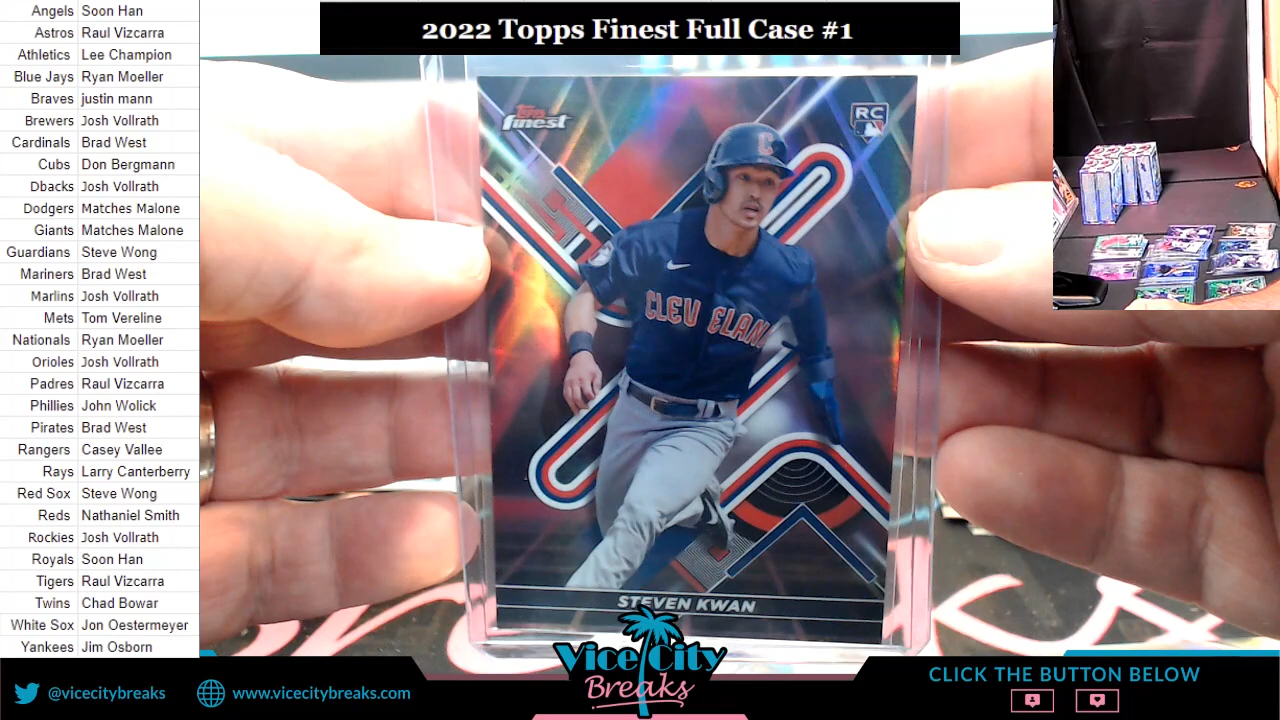 2022 Topps Finest Full Case #1
Angels Soon Han
Astros Raul Vizcarra
Athletics Lee Champion
Blue Jays Ryan Moeller
Braves justin mann
Brewers Josh Vollrath
Cardinals Brad West
Cubs Don Bergmann
Dbacks Josh Vollrath
Dodgers Matches Malone
Giants Matches Malone
Guardians Steve Wong
Mariners Brad West
Marlins Josh Vollrath
Mets Tom Vereline
Nationals Ryan Moeller
Orioles Josh Vollrath
Padres Raul Vizcarra
Phillies John Wolick
Pirates Brad West
Rangers Casey Vallee
Rays Larry Canterberry
Red Sox Steve Wong
Reds Nathaniel Smith
Rockies Josh Vollrath
Royals Soon Han
Tigers Raul Vizcarra
Twins Chad Bowar
White Sox Jon Oestermeyer
Yankees Jim Osborn
Topps
finest
RC
C
CLEVELAN
STEVEN KWAN
Vice City
Breaks
@vicecitybreaks
www.vicecitybreaks.com
CLICK THE BUTTON BELOW